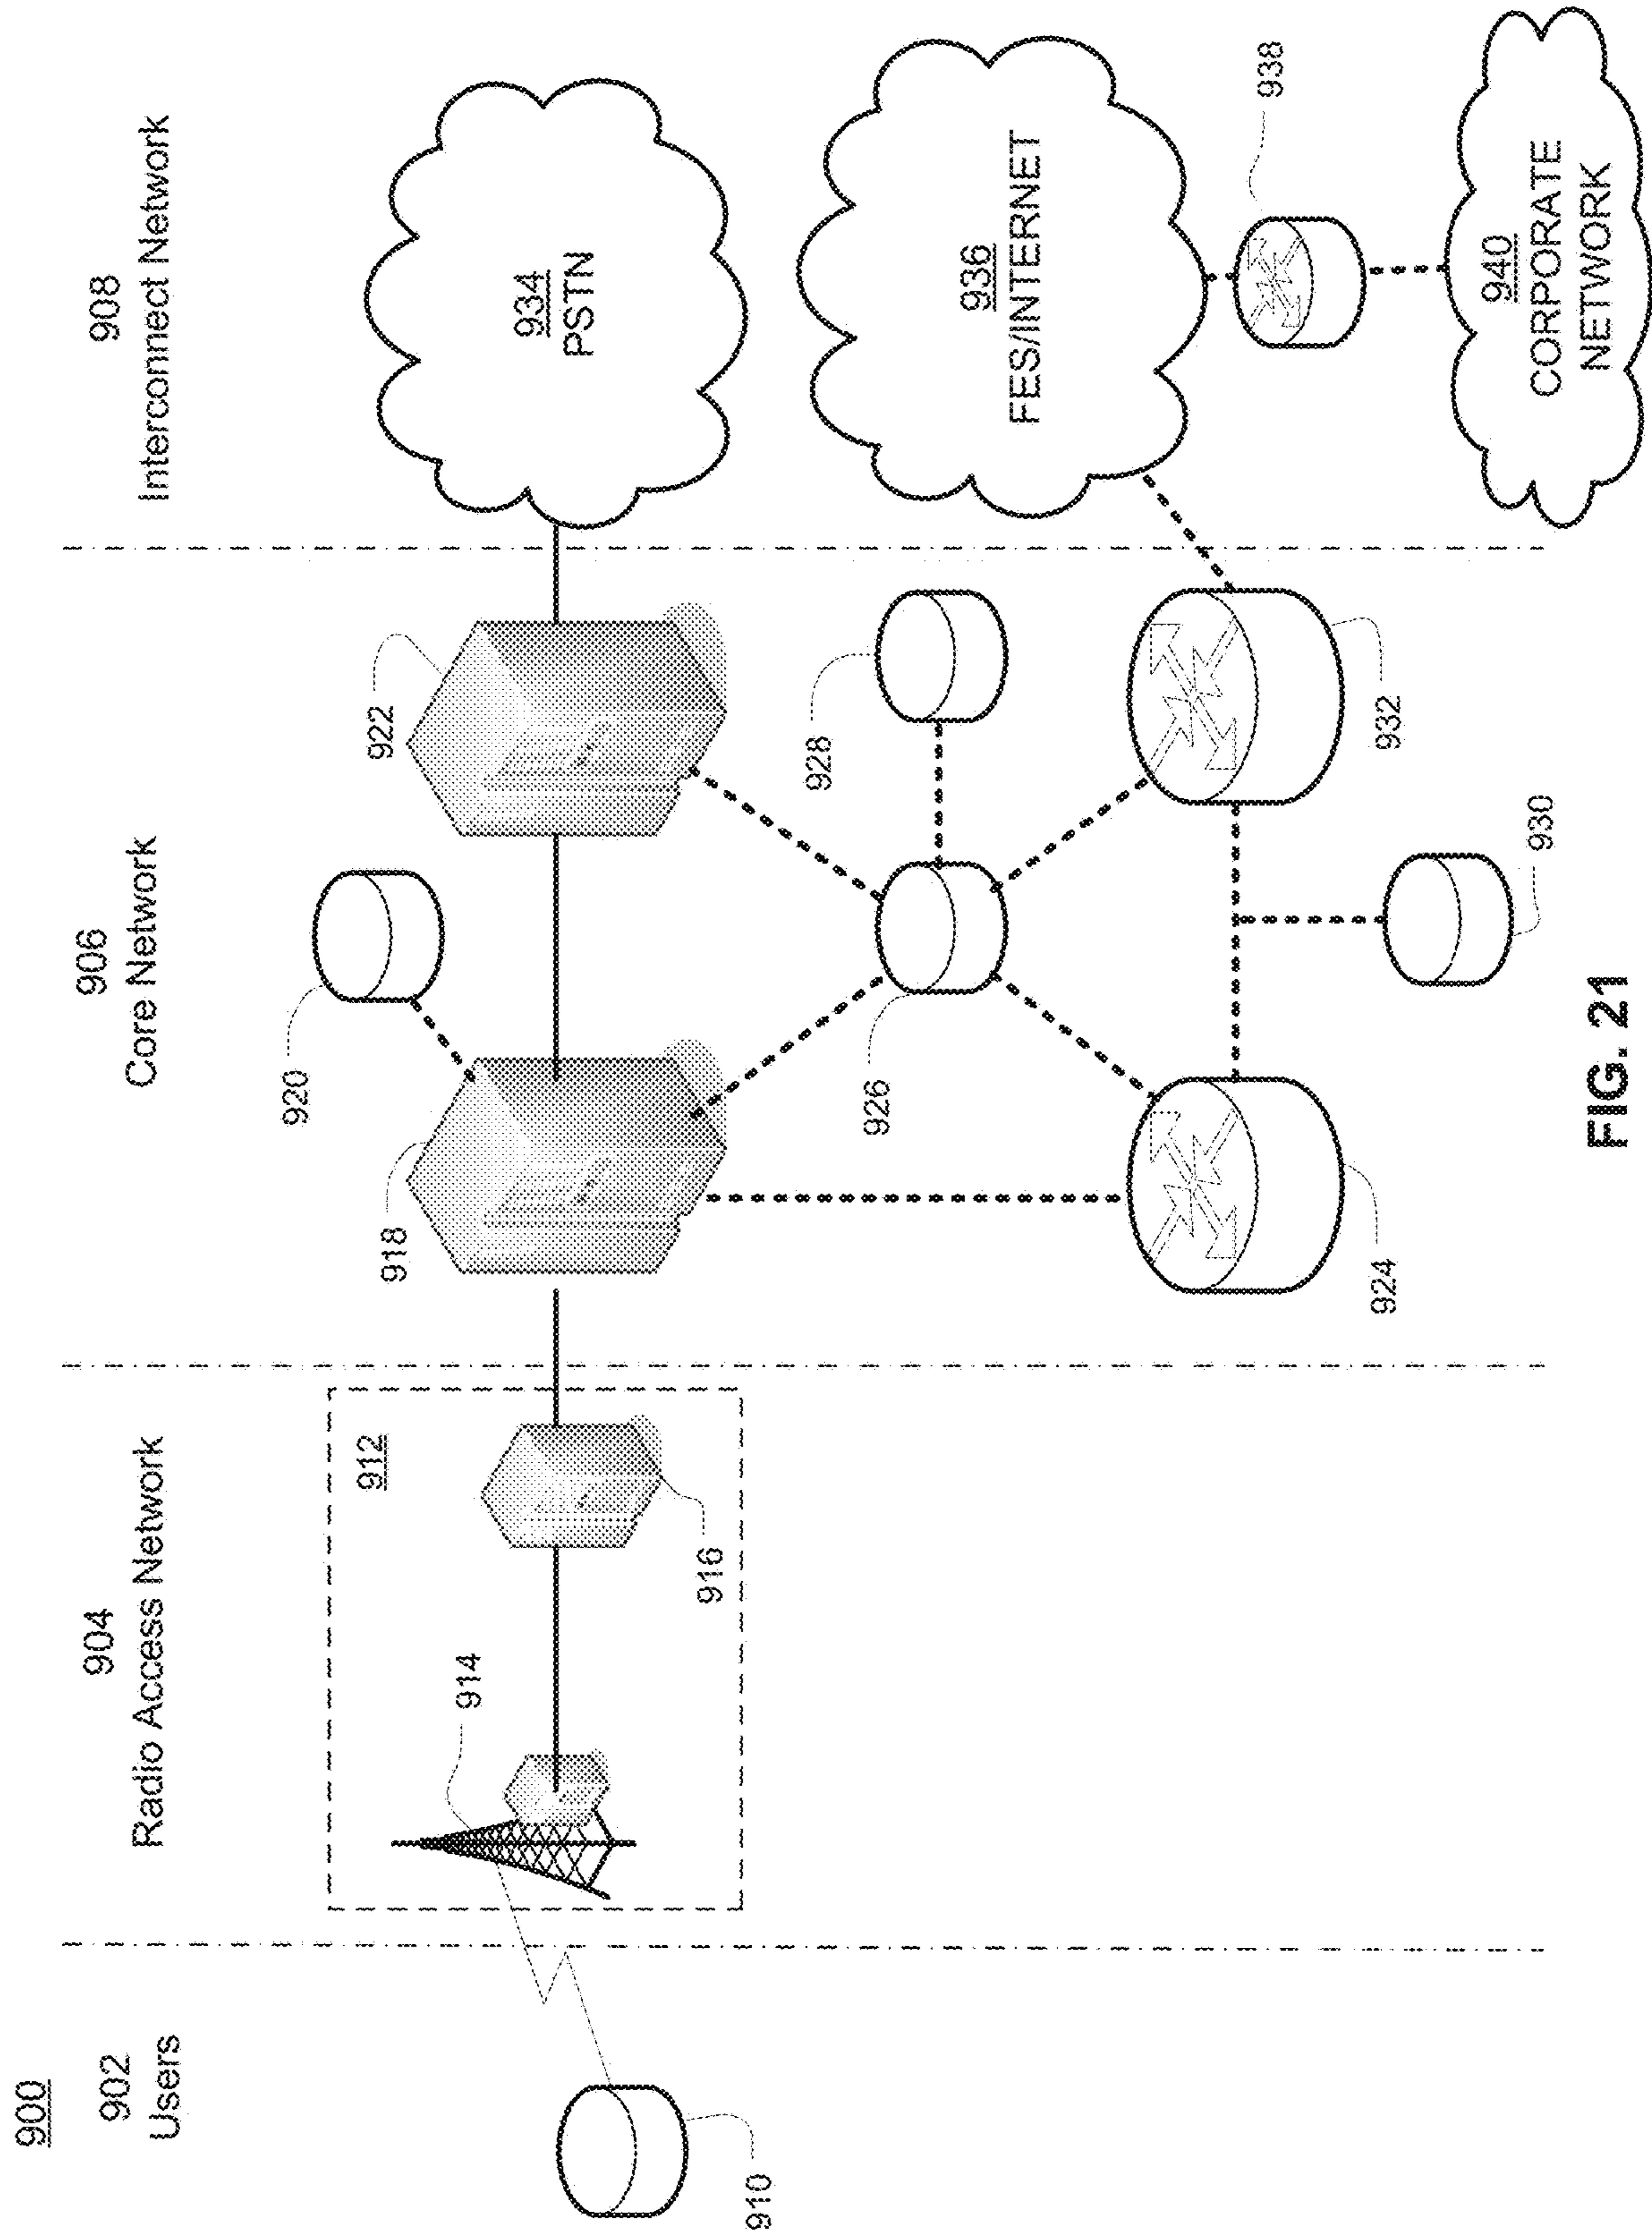 900
902
Users
904
Radio Access Network
906
Core Network
908
Interconnect Network
910
912
914
916
918
920
922
924
926
928
930
932
934
PSTN
936
FES/INTERNET
938
940
CORPORATE
NETWORK
FIG. 21